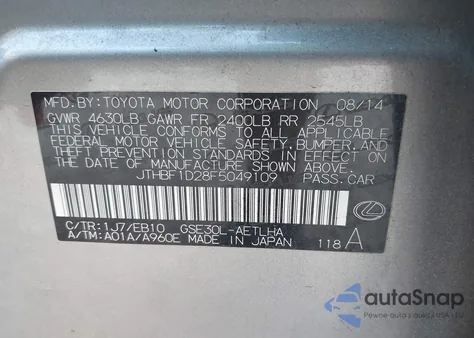 MFD.BY: TOYOTA MOTOR CORPORATION 08/14
GVWR 4630LB GAWR FR 2400LB RR 2545LB
THIS VEHICLE CONFORMS TO ALL APPLICABLE
FEDERAL MOTOR VEHICLE SAFETY, BUMPER, AND
THEFT PREVENTION STANDARDS IN EFFECT ON
THE DATE OF MANUFACTURE SHOWN ABOVE.
JTHBF1D28F5049109 PASS.CAR
C/TR: 1J7/EB10 GSE30L-AETLHA
A/TM: A01A/A960E MADE IN JAPAN 118 A
autoSnap